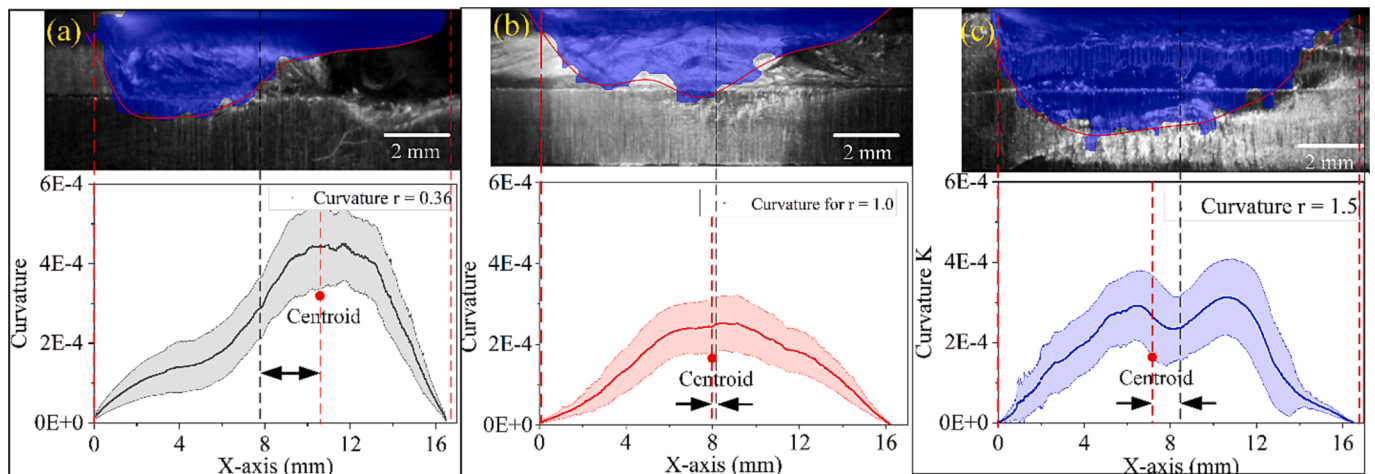 (a)
2 mm
Curvature r = 0.36
6E-4
4E-4
2E-4
0E+0
Curvature
Centroid
0 4 8 12 16
X-axis (mm)
(b)
2 mm
Curvature for r = 1.0
6E-4
4E-4
2E-4
0E+0
Curvature
Centroid
0 4 8 12 16
X-axis (mm)
(c)
2 mm
Curvature r = 1.5
6E-4
4E-4
2E-4
0E+0
Curvature K
Centroid
0 4 8 12 16
X-axis (mm)